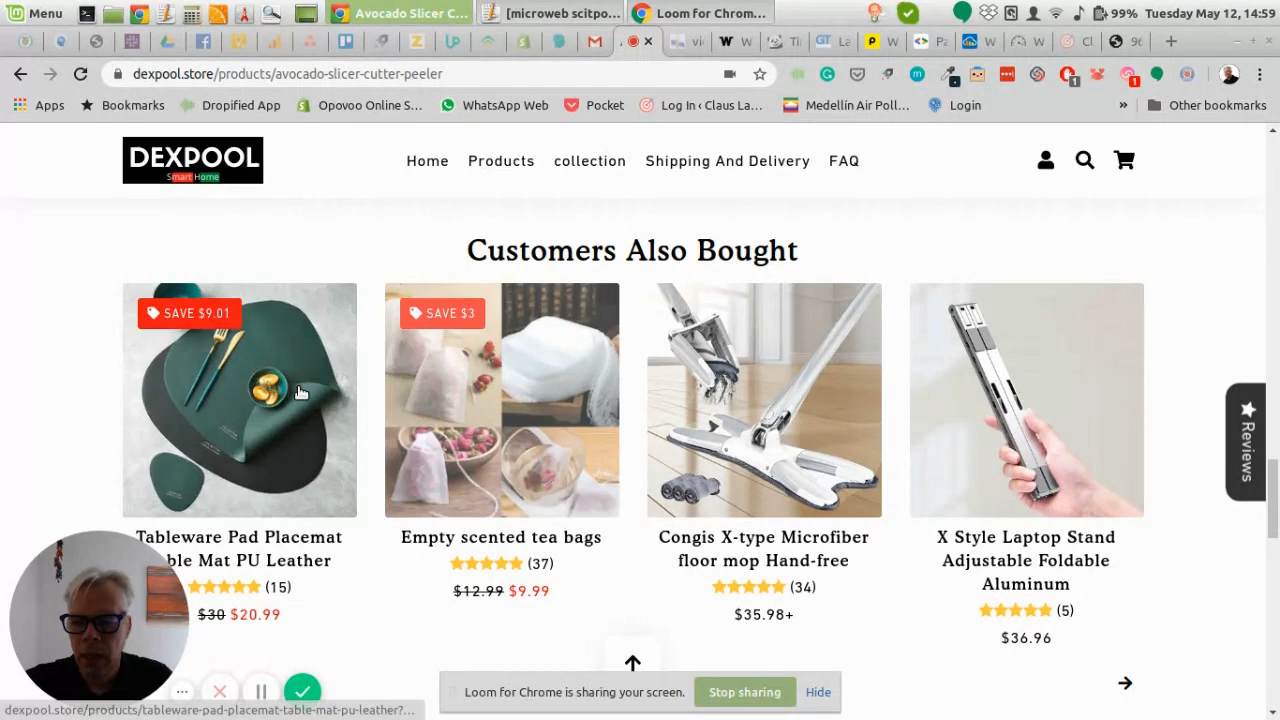 Menu
Avocado Slicer C...
[microweb scitpo...
Loom for Chrom...
99%
Tuesday May 12, 14:59
dexpool.store/products/avocado-slicer-cutter-peeler
Apps
Bookmarks
Dropified App
Opovoo Online S...
WhatsApp Web
Pocket
Log In ‹ Claus La...
Medellín Air Poll...
Login
»
Other bookmarks
DEXPOOL
Smart Home
Home
Products
collection
Shipping And Delivery
FAQ
Customers Also Bought
SAVE $9.01
SAVE $3
★ Reviews
Tableware Pad Placemat
ble Mat PU Leather
(15)
$30 $20.99
Empty scented tea bags
(37)
$12.99 $9.99
Congis X-type Microfiber
floor mop Hand-free
(34)
$35.98+
X Style Laptop Stand
Adjustable Foldable
Aluminum
(5)
$36.96
Loom for Chrome is sharing your screen.
Stop sharing
Hide
dexpool.store/products/tableware-pad-placemat-table-mat-pu-leather?...